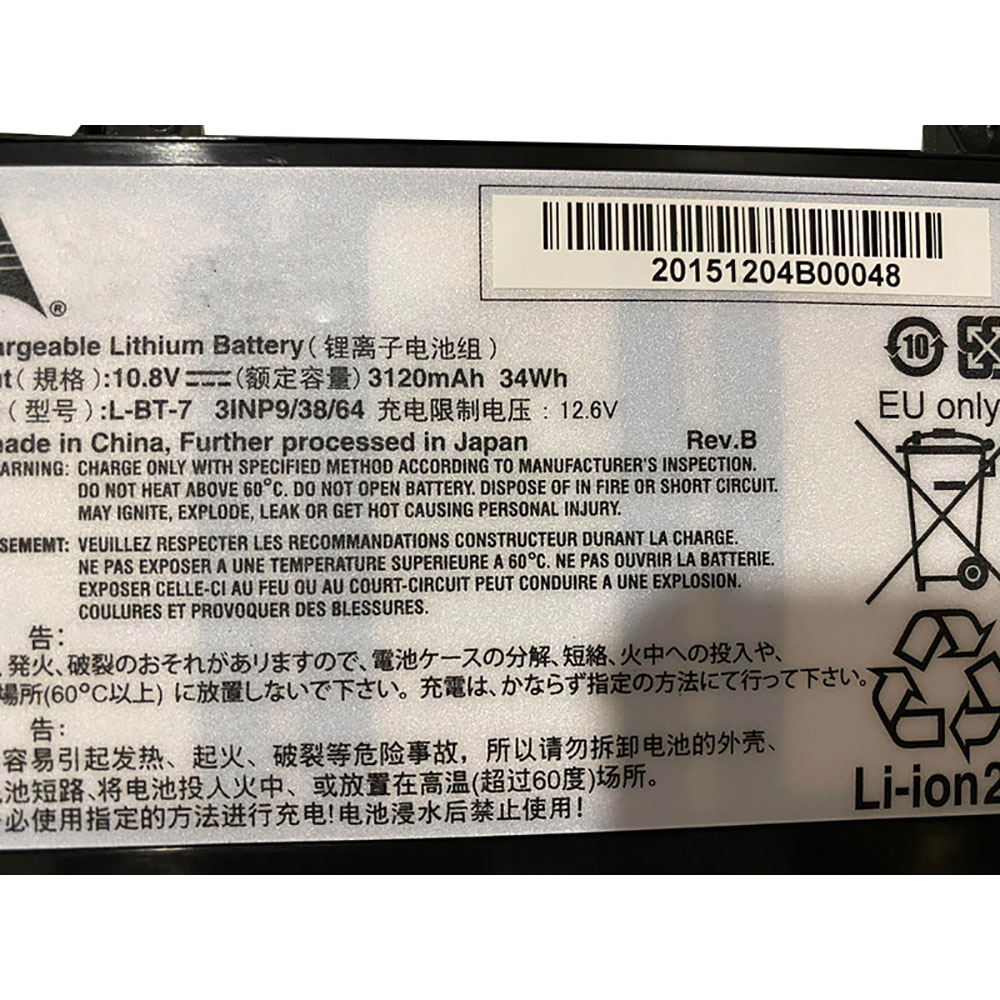 20151204B00048
®
argeable Lithium Battery(锂离子电池组)
t(規格):10.8V (额定容量)3120mAh 34Wh
(型号):L-BT-7 3INP9/38/64 充电限制电压:12.6V
made in China, Further processed in Japan Rev.B
10
EU only
ARNING: CHARGE ONLY WITH SPECIFIED METHOD ACCORDING TO MANUFACTURER'S INSPECTION.
DO NOT HEAT ABOVE 60°C. DO NOT OPEN BATTERY. DISPOSE OF IN FIRE OR SHORT CIRCUIT.
MAY IGNITE, EXPLODE, LEAK OR GET HOT CAUSING PERSONAL INJURY.
SEMENT: VEUILLEZ RESPECTER LES RECOMMANDATIONS CONSTRUCTEUR DURANT LA CHARGE.
NE PAS EXPOSER A UNE TEMPERATURE SUPERIEURE A 60°C. NE PAS OUVRIR LA BATTERIE.
EXPOSER CELLE-CI AU FEU OU AU COURT-CIRCUIT PEUT CONDUIRE A UNE EXPLOSION.
COULURES ET PROVOQUER DES BLESSURES.
告:
、発火、破裂のおそれがありますので、電池ケースの分解、短絡、火中への投入や、
場所(60°C以上)に放置しないで下さい。充電は、かならず指定の方法にて行って下さい。
告:
容易引起发热、起火、破裂等危险事故,所以请勿拆卸电池的外壳、
池短路、将电池投入火中、或放置在高温(超过60度)场所。
必使用指定的方法进行充电!电池浸水后禁止使用!
Li-ion2